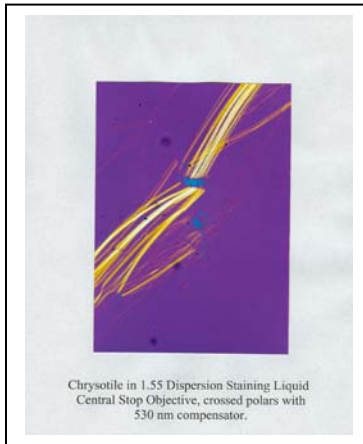 Chrysotile in 1.55 Dispersion Staining Liquid
Central Stop Objective, crossed polars with
530 nm compensator.